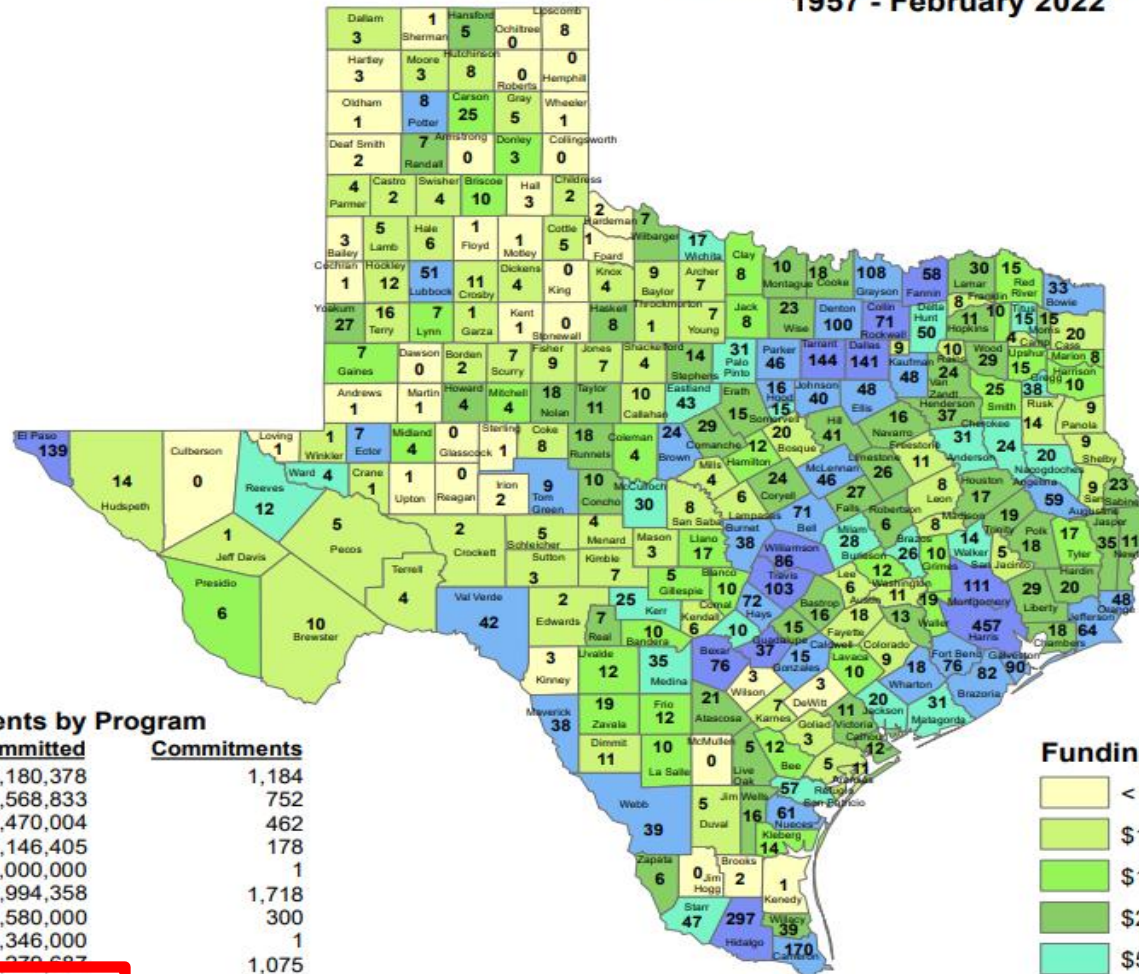 1957 - February 2022
Dallam 1 Hansford Lipscomb
3 Sherman 5 Ochiltree 8
0
Hartley Moore Hutchinson 0
3 3 8 0 Hemphill
Roberts
Oldham 8 Carson Gray Wheeler
1 Potter 25 5 1
Deaf Smith 7 Armstrong Donley Collingsworth
2 Randall 0 3 0
4 Castro Swisher Briscoe Hall Childress
Parmer 2 4 10 3 2
2 Hardeman 7 Wilbarger 17 Wichita
3 Bailey 5 Lamb Hale 6 1 Floyd 1 Motley Cottle 5 1 Foard
Clay 8 10 Montague 18 Cooke 108 Grayson 58 Fannin 30 Lamar 15 Red River 33 Bowie
Cochran 1 Hockley 12 51 Lubbock 11 Crosby Dickens 4 0 King Knox 4 9 Baylor Archer 7
8 Franklin 10 Titus 15 15 Morris
Yoakum 27 16 Terry 7 Lynn 1 Garza Kent 1 0 Stonewall Haskell 8 Throckmorton 1 7 Young Jack 8 23 Wise Denton 100 Collin 71 Rockwall Delta Hunt 50 11 Hopkins 4 Camp 20 Cass
7 Gaines Dawson 0 Borden 2 7 Scurry Fisher 9 Jones 7 Shackelford 4 14 Stephens 31 Palo Pinto Parker 46 Tarrant 144 Dallas 141 9 Kaufman 48 10 Rains Wood 29 Upshur 15 Marion 8
Van Zandt 24 Gregg 38 Harrison 10
Andrews 1 Martin 1 Howard 4 Mitchell 4 18 Nolan Taylor 11 10 Callahan Eastland 43 Erath 15 16 Hood 15 Somervell Johnson 40 48 Ellis Henderson 37 25 Smith Rusk 14 9 Panola
El Paso 139 14 Hudspeth Culberson 0 Loving 1 1 Winkler 7 Ector Midland 4 0 Glasscock Sterling 1 Coke 8 18 Runnels Coleman 4 24 Brown 29 Comanche 12 Hamilton 20 Bosque Hill 41 16 Navarro Freestone 11 31 Anderson Cherokee 24 20 Nacogdoches 9 Shelby
Reeves 12 Ward 4 Crane 1 1 Upton 0 Reagan Irion 2 9 Tom Green 10 Concho McCulloch 30 8 San Saba Mills 4 6 Lampasas 24 Coryell McLennan 46 Limestone 26 27 Falls 8 Leon Houston 17 Angelina 59 9 San Augustine 23 Sabine
1 Jeff Davis 5 Pecos 2 Crockett 5 Schleicher 4 Menard Mason 3 Llano 17 Burnet 38 71 Bell Milam 28 Robertson 6 8 Madison 19 Trinity Polk 18 17 Tyler Jasper 35 11
Presidio 6 10 Brewster Terrell 4 Sutton 3 Kimble 7 5 Gillespie Blanco 10 Williamson 86 Travis 103 Burleson 12 Brazos 26 10 Grimes 14 Walker 5 San Jacinto Hardin 20
Val Verde 42 2 Edwards 7 Real 25 Kerr 10 Bandera Kendall 6 Comal 10 72 Hays Bastrop 16 Lee 6 Washington 11 Austin 18 Fayette 19 Waller 111 Montgomery 29 Liberty 48 Orange
3 Kinney Uvalde 12 35 Medina Bexar 76 Guadalupe 37 15 Caldwell 15 Gonzales Lavaca 10 Colorado 9 13 457 Harris 18 Chambers Jefferson 64
Maverick 38 19 Zavala Frio 12 21 Atascosa 3 Wilson 7 Karnes 3 DeWitt 18 Wharton Fort Bend 76 82 Brazoria Galveston 90
Dimmit 11 10 La Salle McMullen 0 5 Live Oak 12 Bee Goliad 3 11 Victoria 20 Jackson 31 Matagorda Calhoun 12
5 Refugio 11 Aransas 57 San Patricio
Webb 39 5 Duval Jim Wells 16 61 Nueces Kleberg 14
Zapata 6 0 Jim Hogg Brooks 2 1 Kenedy
Starr 47 297 Hidalgo Willacy 39 170 Cameron
ents by Program
mmitted Commitments
,180,378 1,184
,568,833 752
,470,004 462
,146,405 178
,000,000 1
,994,358 1,718
,580,000 300
,346,000 1
1,075
Fundin
<
$1
$1
$2
$5